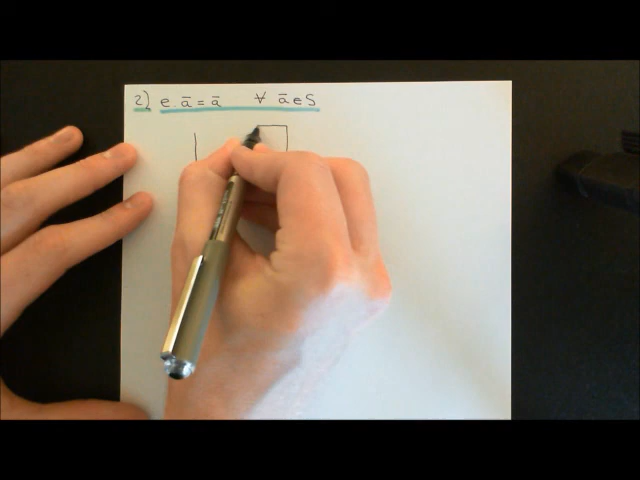 2) e.ā = ā ∀ ā e S